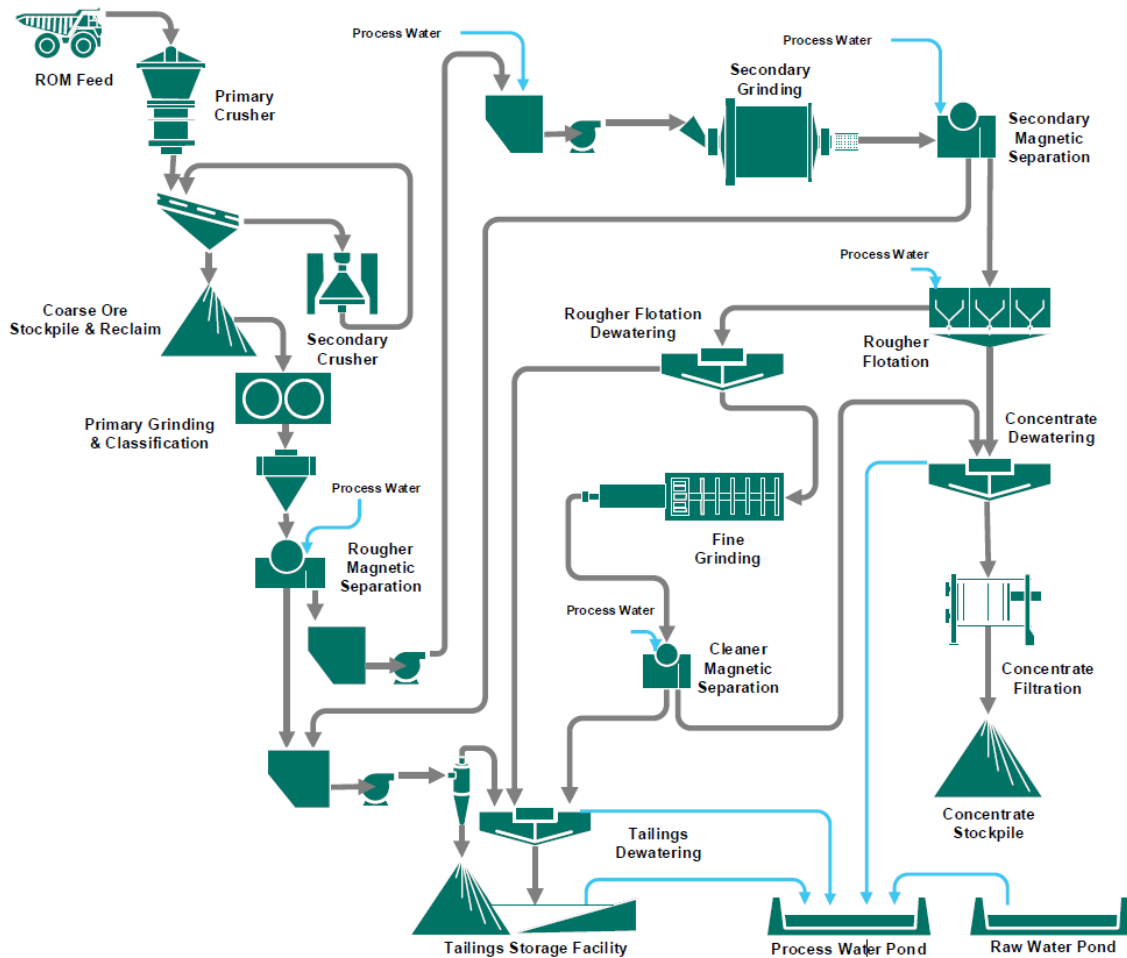 ROM Feed
Primary
Crusher
Process Water
Secondary
Grinding
Process Water
Secondary
Magnetic
Separation
Coarse Ore
Stockpile & Reclaim
Secondary
Crusher
Process Water
Rougher Flotation
Dewatering
Rougher
Flotation
Primary Grinding
& Classification
Concentrate
Dewatering
Process Water
Rougher
Magnetic
Separation
Fine
Grinding
Process Water
Cleaner
Magnetic
Separation
Concentrate
Filtration
Concentrate
Stockpile
Tailings
Dewatering
Tailings Storage Facility
Process Water Pond
Raw Water Pond